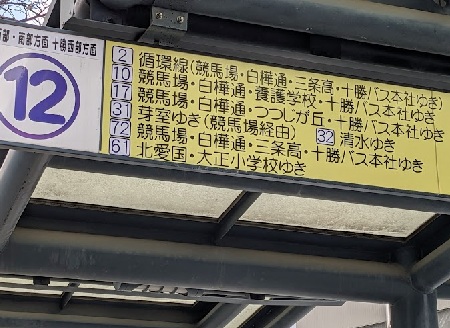 部・南部方面 十勝西部方面
12
2 循環線(競馬場・白樺通・三条高・十勝バス本社ゆき)
10 競馬場・白樺通・養護学校・十勝バス本社ゆき
17 競馬場・白樺通・つつじが丘・十勝バス本社ゆき
31 芽室ゆき(競馬場経由) 32 清水ゆき
72 競馬場・白樺通・三条高・十勝バス本社ゆき
61 北愛国・大正小学校ゆき